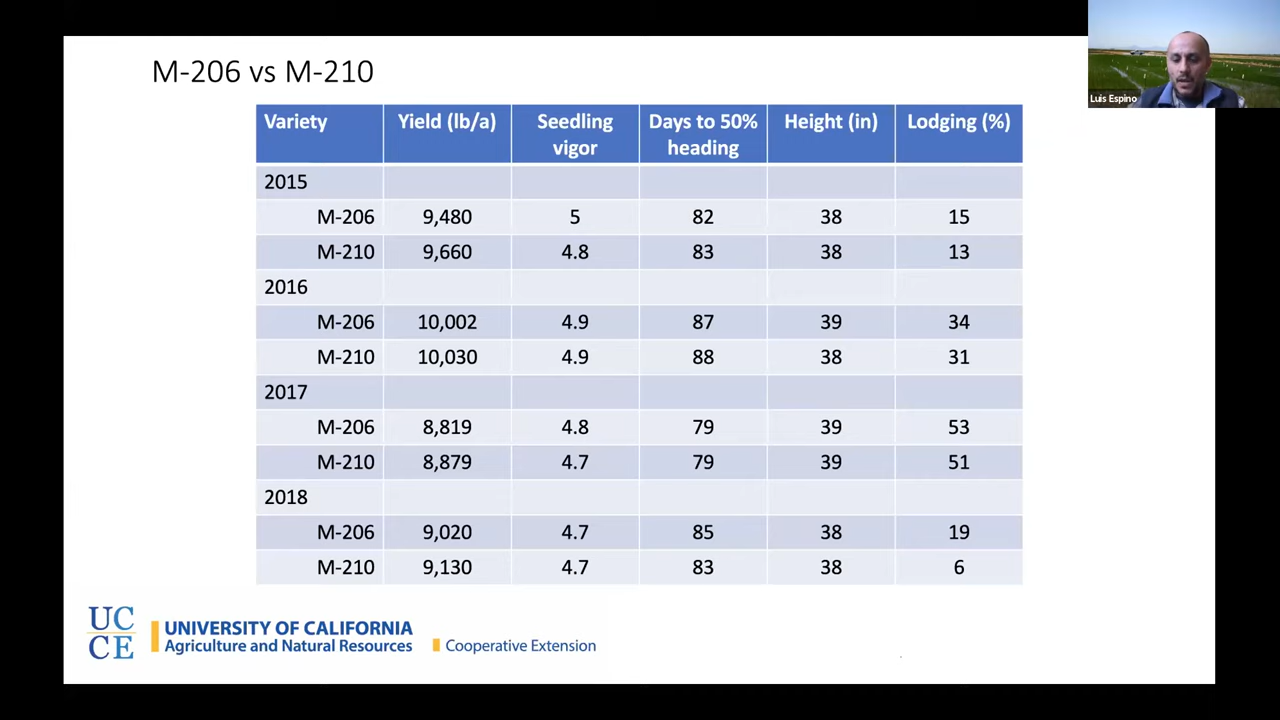 M-206 vs M-210
Luis Espino
Variety Yield (lb/a) Seedling vigor Days to 50% heading Height (in) Lodging (%)
2015
M-206 9,480 5 82 38 15
M-210 9,660 4.8 83 38 13
2016
M-206 10,002 4.9 87 39 34
M-210 10,030 4.9 88 38 31
2017
M-206 8,819 4.8 79 39 53
M-210 8,879 4.7 79 39 51
2018
M-206 9,020 4.7 85 38 19
M-210 9,130 4.7 83 38 6
UC
CE
UNIVERSITY OF CALIFORNIA
Agriculture and Natural Resources
Cooperative Extension